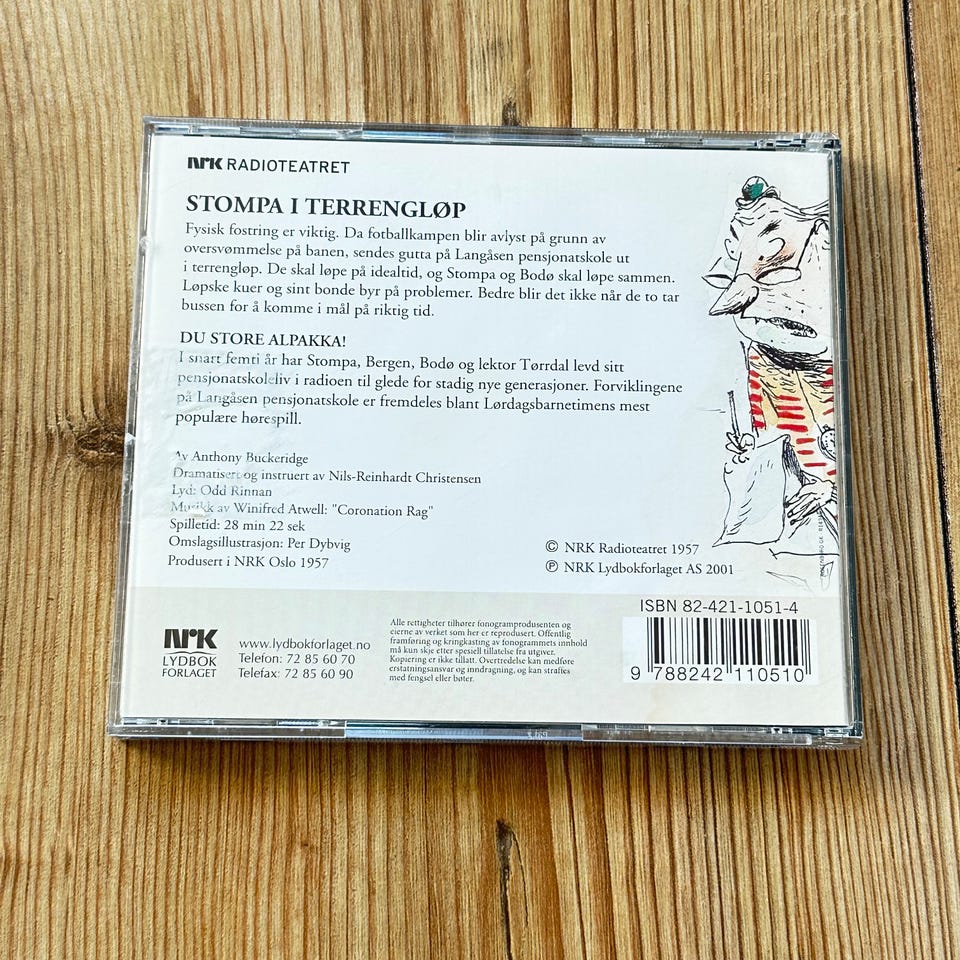 NRK RADIOTEATRET
STOMPA I TERRENGLØP
Fysisk fostring er viktig. Da fotballkampen blir avlyst på grunn av
oversvømmelse på banen, sendes gutta på Langåsen pensjonatskole ut
i terrengløp. De skal løpe på idealtid, og Stompa og Bodø skal løpe sammen.
Løpske kuer og sint bonde byr på problemer. Bedre blir det ikke når de to tar
bussen for å komme i mål på riktig tid.
DU STORE ALPAKKA!
I snart femti år har Stompa, Bergen, Bodø og lektor Tørrdal levd sitt
pensjonatskoleliv i radioen til glede for stadig nye generasjoner. Forviklingene
på Langåsen pensjonatskole er fremdeles blant Lørdagsbarnetimens mest
populære hørespill.
Av Anthony Buckeridge
Dramatisert og instruert av Nils-Reinhardt Christensen
Lyd: Odd Rinnan
Musikk av Winifred Atwell: "Coronation Rag"
Spilletid: 28 min 22 sek
Omslagsillustrasjon: Per Dybvig
Produsert i NRK Oslo 1957
© NRK Radioteatret 1957
℗ NRK Lydbokforlaget AS 2001
NRK
LYDBOK
FORLAGET
www.lydbokforlaget.no
Telefon: 72 85 60 70
Telefax: 72 85 60 90
Alle rettigheter tilhører fonogramprodusenten og
eierne av verket som her er reprodusert. Offentlig
framføring og kringkasting av fonogrammets innhold
må kun skje etter spesiell tillatelse fra utgiver.
Kopiering er ikke tillatt. Overtredelse kan medføre
erstatningsansvar og inndragning, og kan straffes
med fengsel eller bøter.
ISBN 82-421-1051-4
9 788242 110510